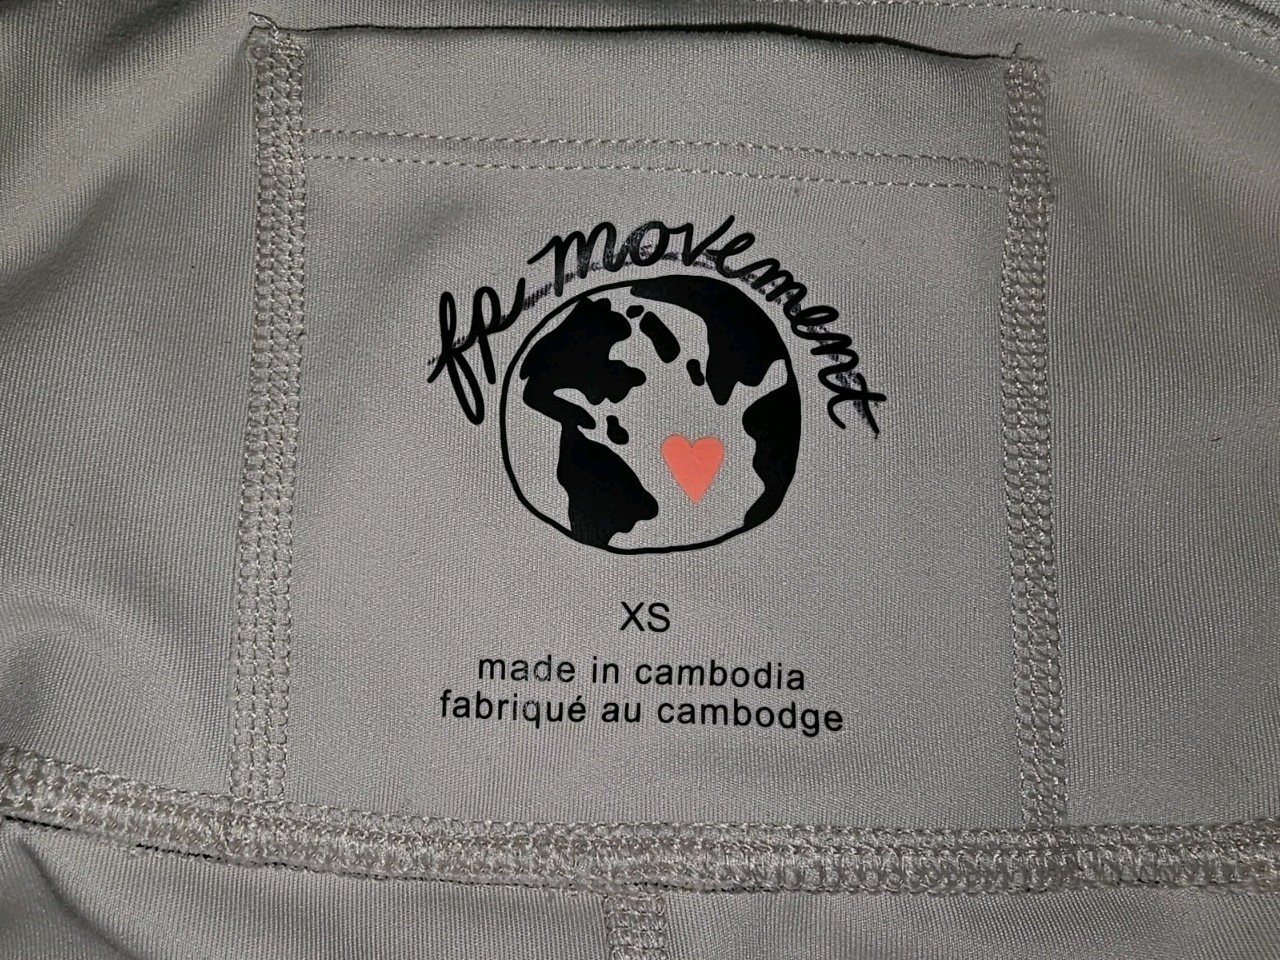 fp movement
XS
made in cambodia
fabriqué au cambodge